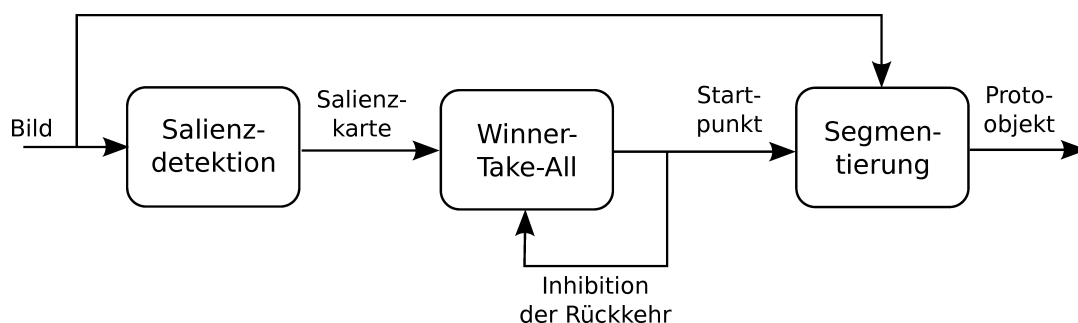 Bild
Salienz-
detektion
Salienz-
karte
Winner-
Take-All
Inhibition
der Rückkehr
Start-
punkt
Segmen-
tierung
Proto-
objekt